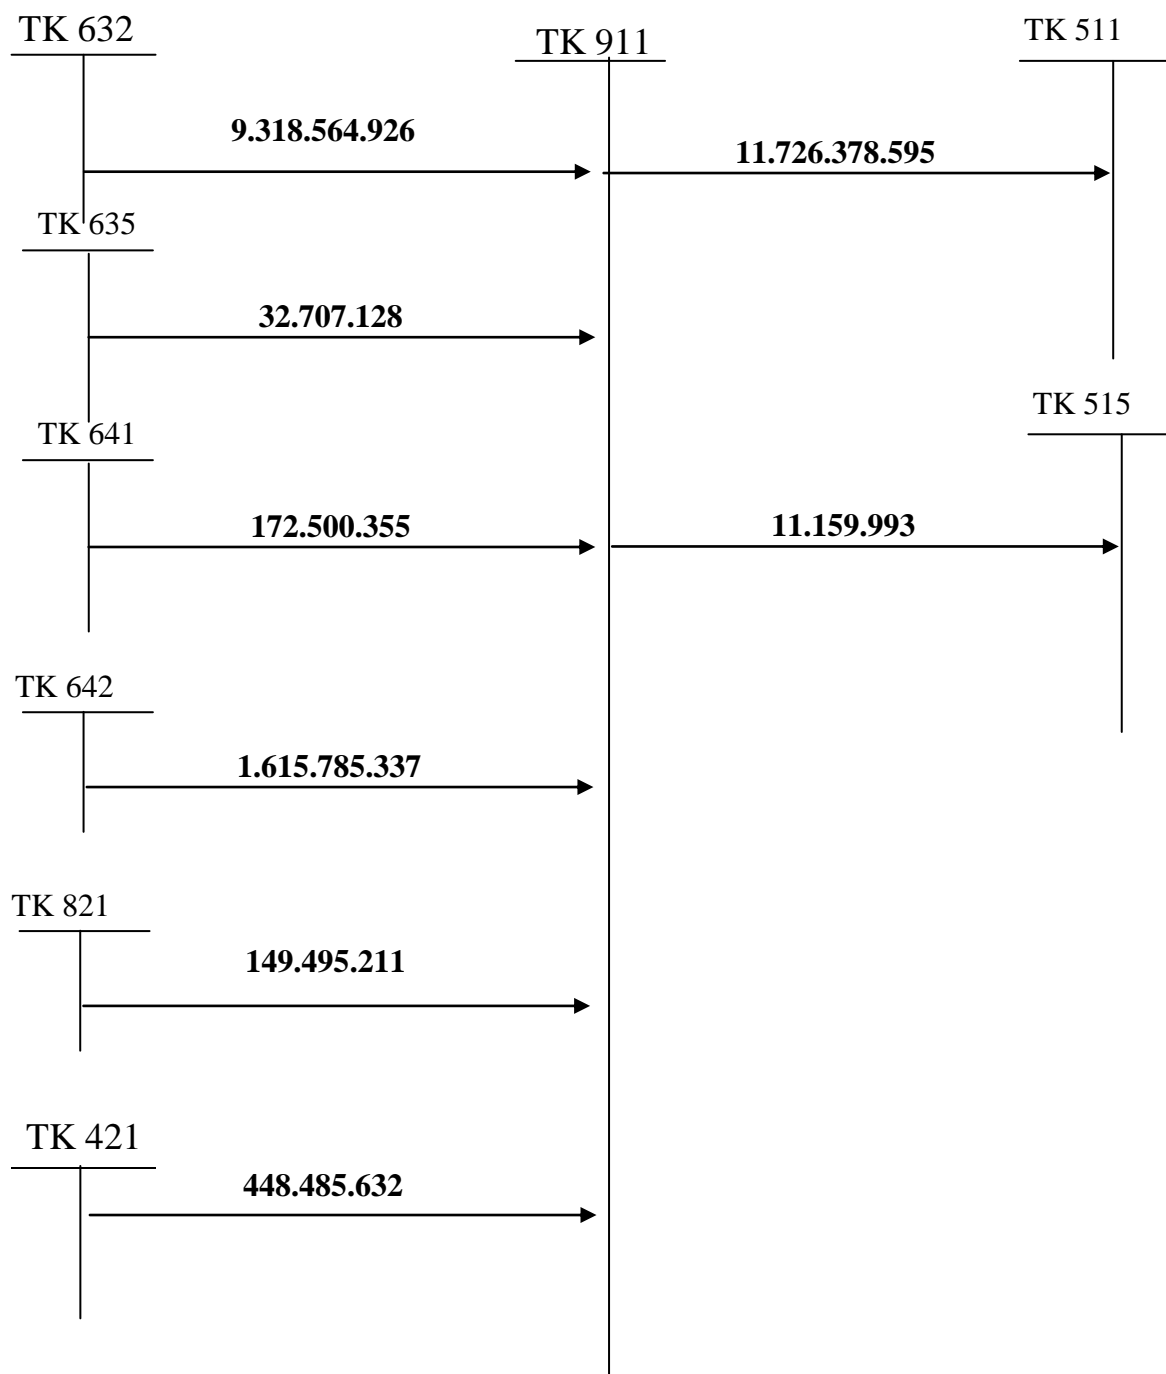 TK 632
TK 911
TK 511
9.318.564.926
11.726.378.595
TK 635
32.707.128
TK 515
TK 641
172.500.355
11.159.993
TK 642
1.615.785.337
TK 821
149.495.211
TK 421
448.485.632